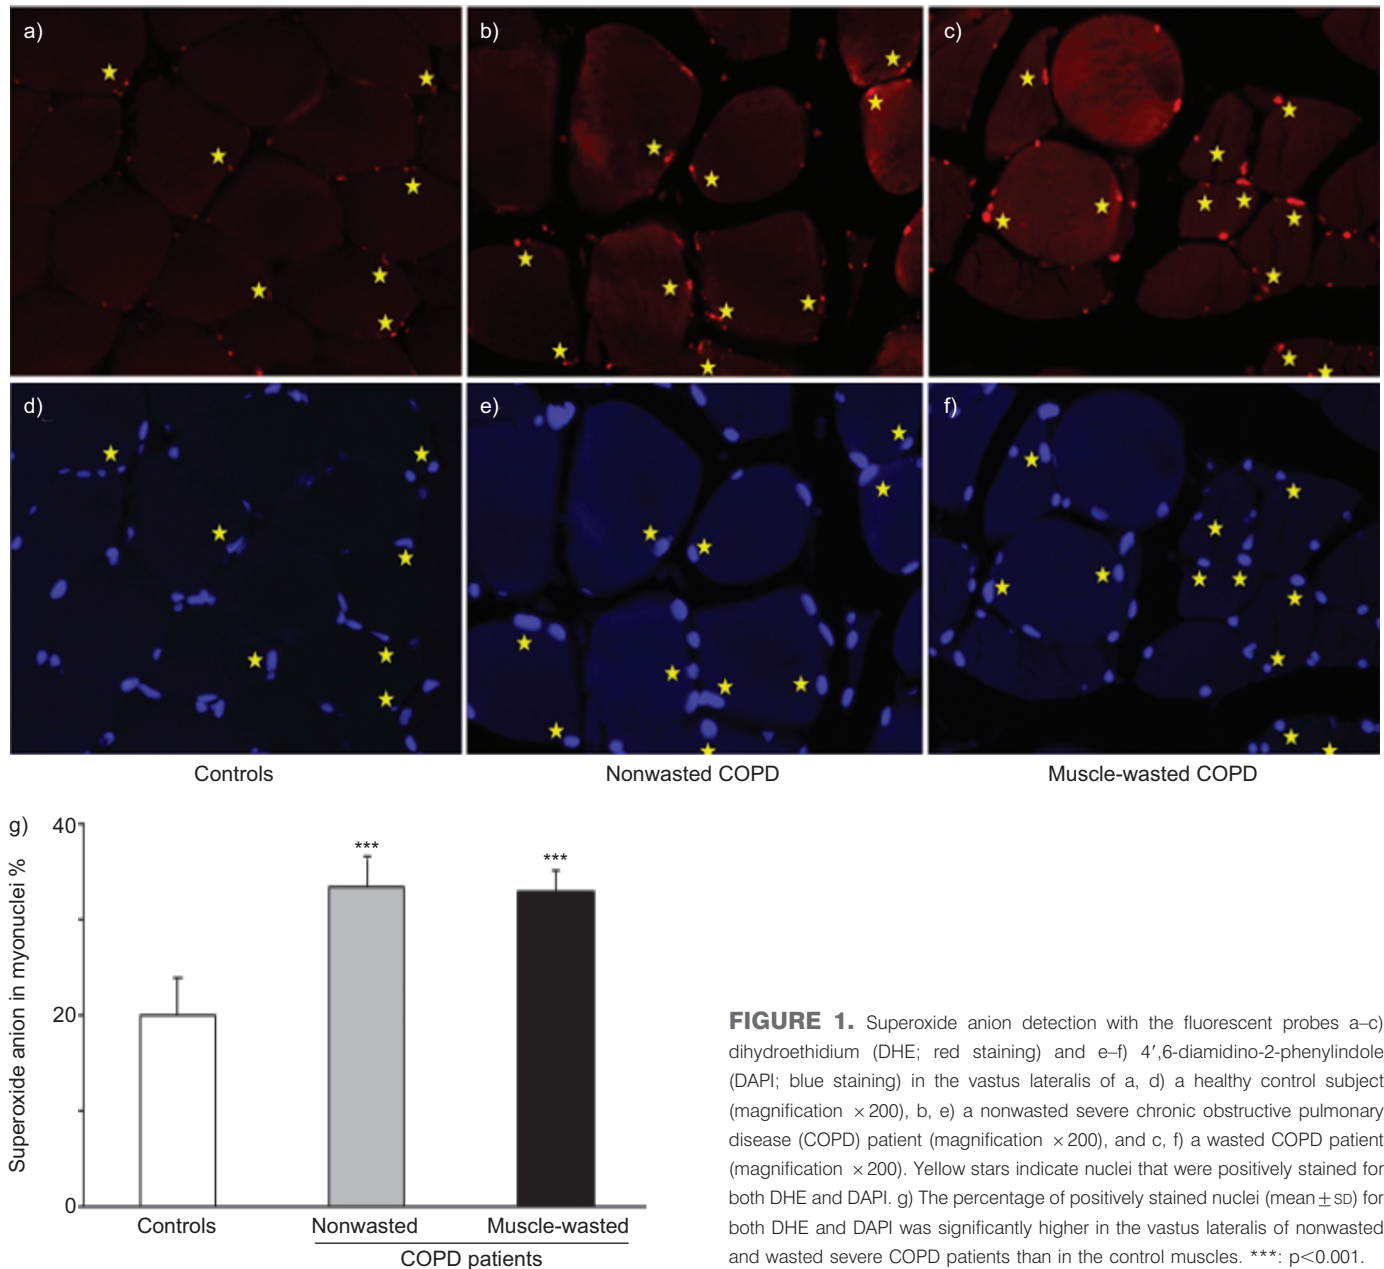 a)
b)
c)
d)
e)
f)
Controls
Nonwasted COPD
Muscle-wasted COPD
g)
Superoxide anion in myonuclei %
40
20
0
***
***
Controls
Nonwasted
Muscle-wasted
COPD patients
FIGURE 1. Superoxide anion detection with the fluorescent probes a–c)
dihydroethidium (DHE; red staining) and e–f) 4′,6-diamidino-2-phenylindole
(DAPI; blue staining) in the vastus lateralis of a, d) a healthy control subject
(magnification ×200), b, e) a nonwasted severe chronic obstructive pulmonary
disease (COPD) patient (magnification ×200), and c, f) a wasted COPD patient
(magnification ×200). Yellow stars indicate nuclei that were positively stained for
both DHE and DAPI. g) The percentage of positively stained nuclei (mean±SD) for
both DHE and DAPI was significantly higher in the vastus lateralis of nonwasted
and wasted severe COPD patients than in the control muscles. ***: p<0.001.